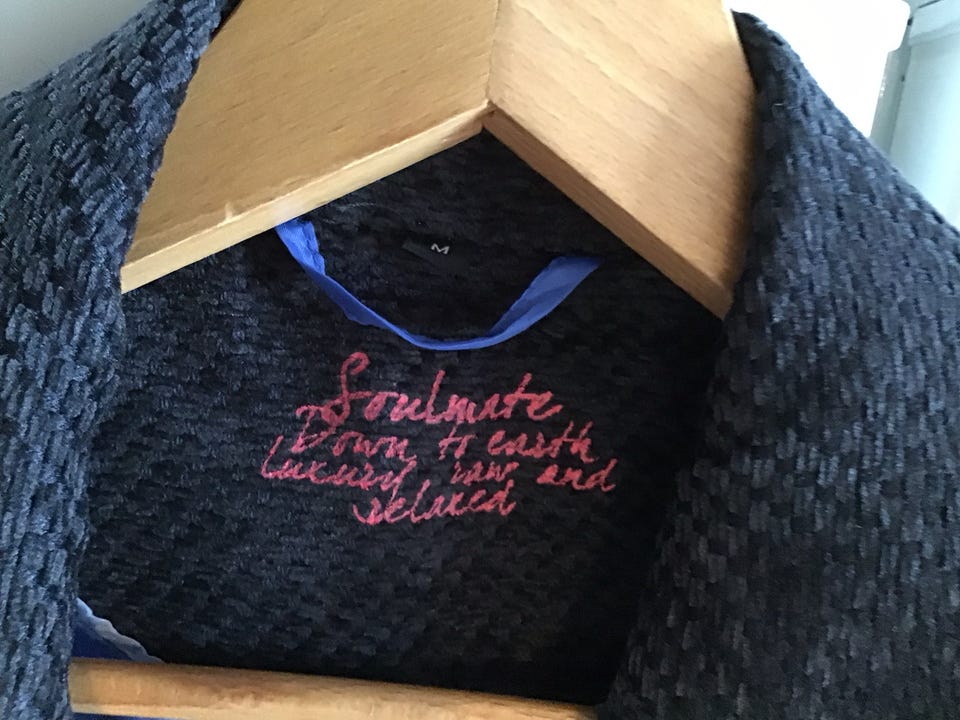 M
Soulmate
Down to earth
Luxury raw and
relaxed